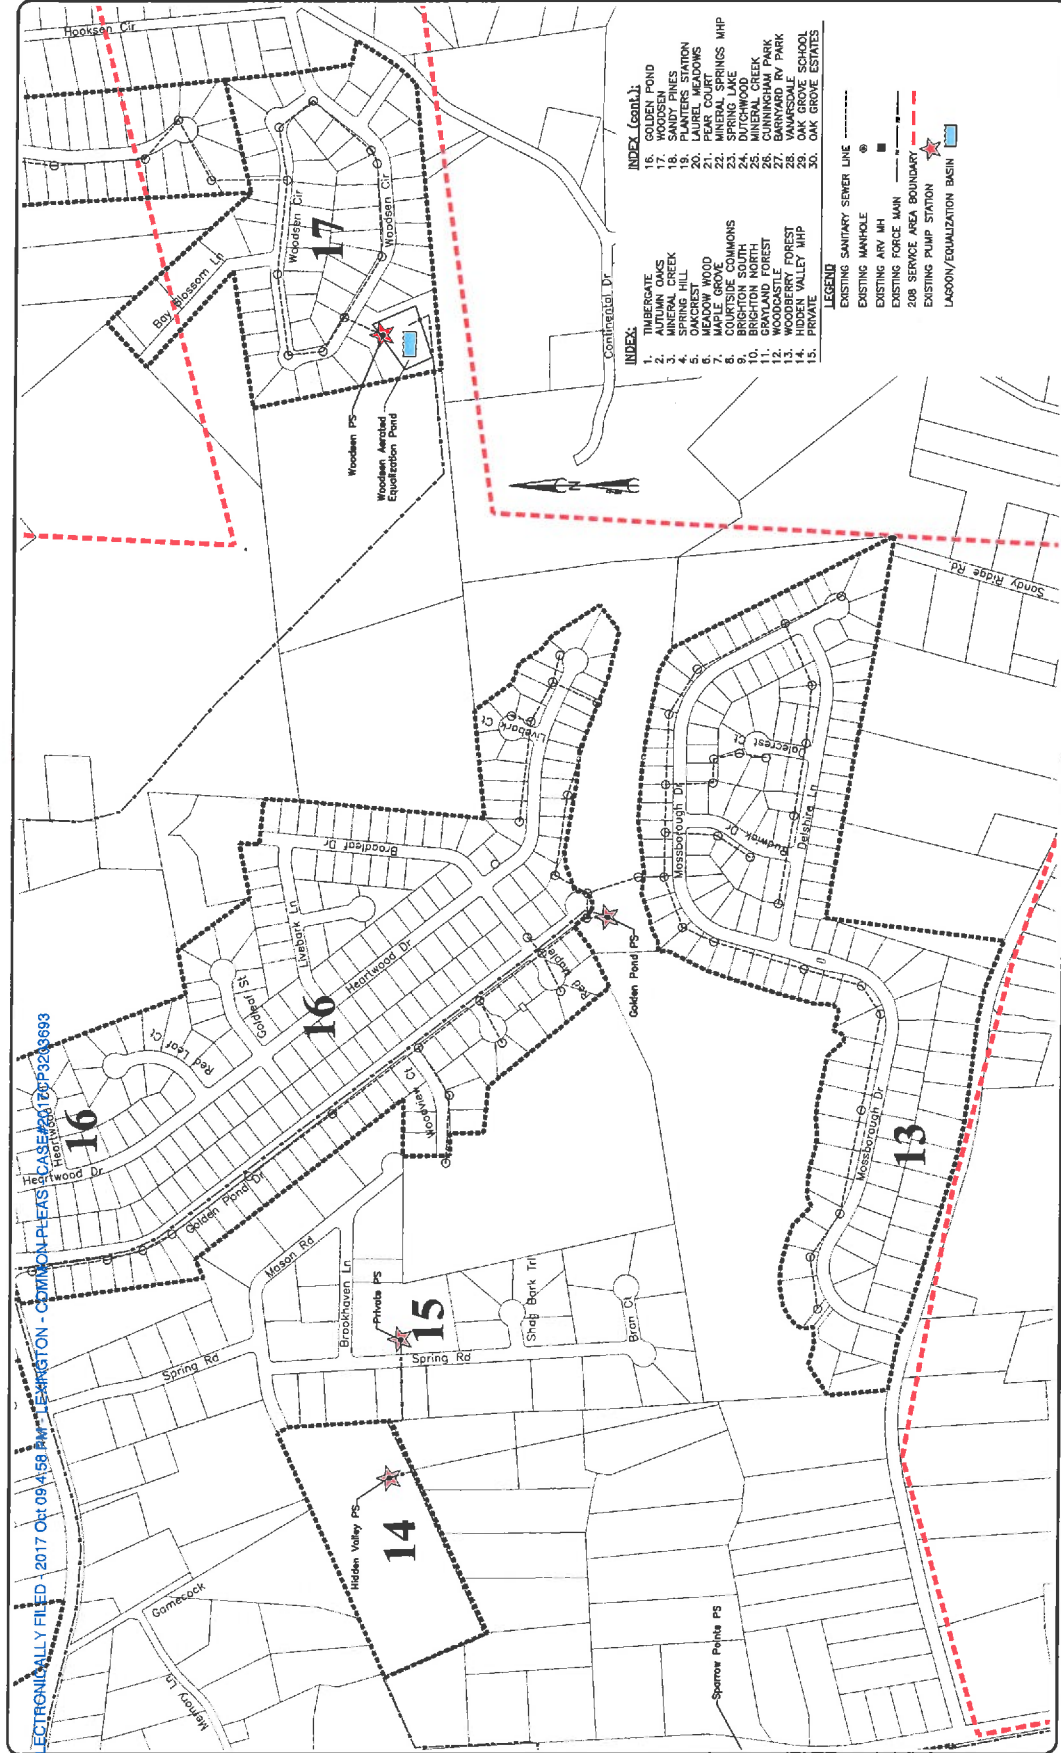 LECTRONICALLY FILED - 2017 Oct 09 4:58 PM - LEXINGTON - COMMON PLEAS - CASE#2017CP3203693
Hooksen Cir
Bay Blossom Ln
Woodsen Cir
17
Woodsen Cir
Woodsen PS
Woodsen Aerated
Equalization Pond
Continental Dr
N
INDEX:
1. TIMBERGATE
2. AUTUMN OAKS
3. MINERAL CREEK
4. SPRING HILL
5. OAKCREST
6. MEADOW WOOD
7. MAPLE GROVE
8. COURTSIDE COMMONS
9. BRIGHTON SOUTH
10. BRIGHTON NORTH
11. GRAYLAND FOREST
12. WOODCASTLE
13. WOODBERRY FOREST
14. HIDDEN VALLEY MHP
15. PRIVATE
INDEX (cont.):
16. GOLDEN POND
17. WOODSEN
18. SANDY PINES
19. PLANTERS STATION
20. LAUREL MEADOWS
21. PEAR COURT
22. MINERAL SPRINGS MHP
23. SPRING LAKE
24. DUTCHWOOD
25. MINERAL CREEK
26. CUNNINGHAM PARK
27. BARNYARD RV PARK
28. VANARSDALE
29. OAK GROVE SCHOOL
30. OAK GROVE ESTATES
LEGEND
EXISTING SANITARY SEWER LINE
EXISTING MANHOLE
EXISTING ARV MH
EXISTING FORCE MAIN
208 SERVICE AREA BOUNDARY
EXISTING PUMP STATION
LAGOON/EQUALIZATION BASIN
Sandy Ridge Rd.
Livebark Ct
Broadleaf Dr
Livebark Ln
Heartwood Dr
Goldleaf St
16
Red Leaf Ct
Heartwood Ct
16
Heartwood Dr
Golden Pond Dr
Woodview Ct
Red Maple
Golden Pond PS
Mossborough Dr
Dalecrest Ct
Rudwick Dr
Delshire Ln
Mossborough Dr
13
Mason Rd
Brookhaven Ln
Private PS
15
Spring Rd
Spring Rd
Shag Bark Trl
Bran Ct
Hidden Valley PS
14
Gamecock
Memory Ln
Sparrow Pointe PS